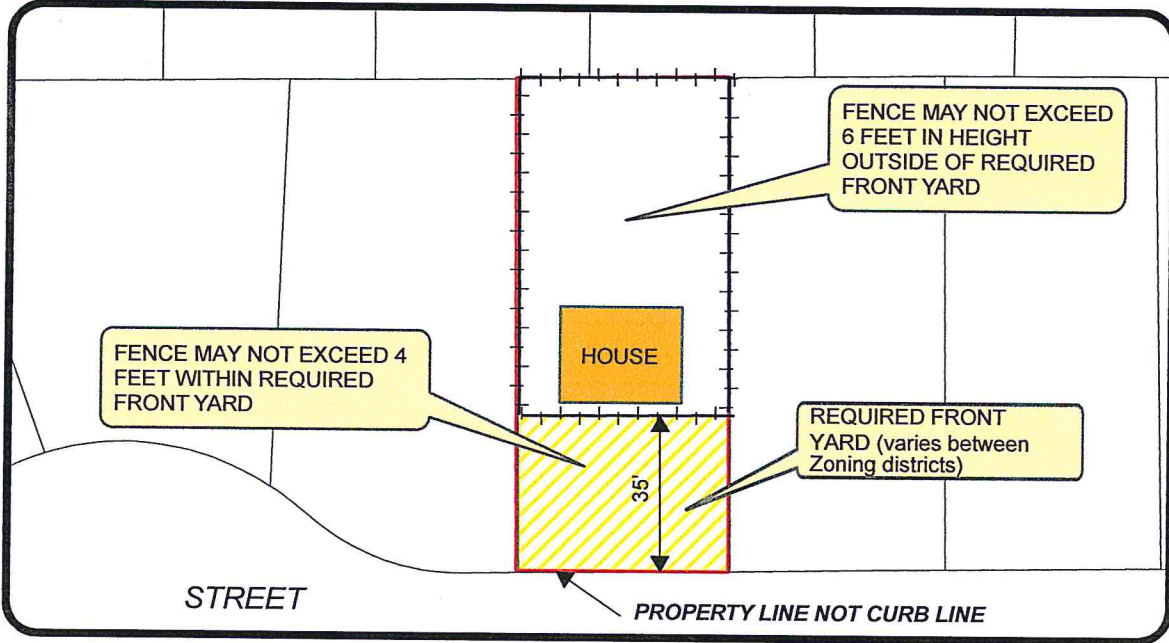 FENCE MAY NOT EXCEED
6 FEET IN HEIGHT
OUTSIDE OF REQUIRED
FRONT YARD
HOUSE
FENCE MAY NOT EXCEED 4
FEET WITHIN REQUIRED
FRONT YARD
REQUIRED FRONT
YARD (varies between
Zoning districts)
35'
STREET
PROPERTY LINE NOT CURB LINE